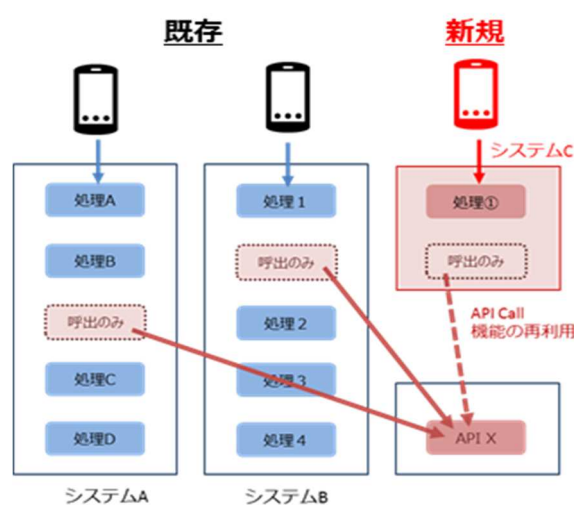 既存
新規
システムC
処理A
処理1
処理①
処理B
呼出のみ
呼出のみ
呼出のみ
処理2
API Call
機能の再利用
処理C
処理3
処理D
処理4
API X
システムA
システムB